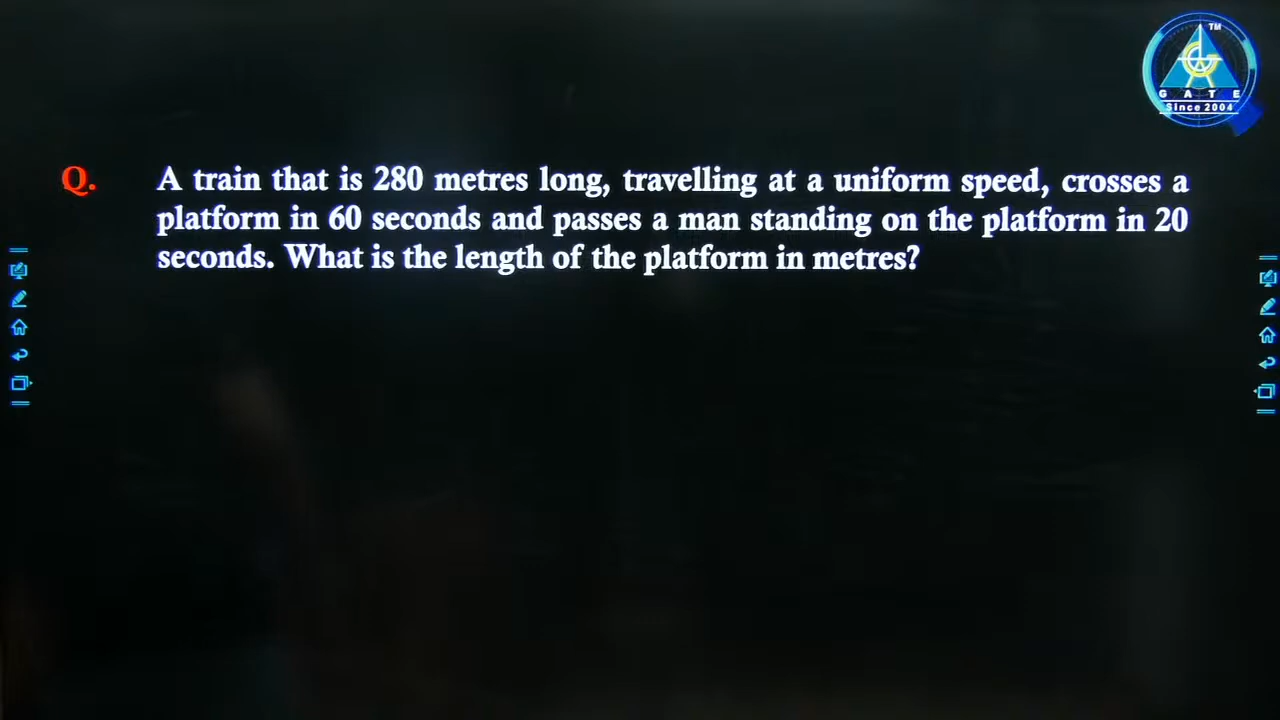 TM
G A T E
Since 2004
Q. A train that is 280 metres long, travelling at a uniform speed, crosses a
platform in 60 seconds and passes a man standing on the platform in 20
seconds. What is the length of the platform in metres?